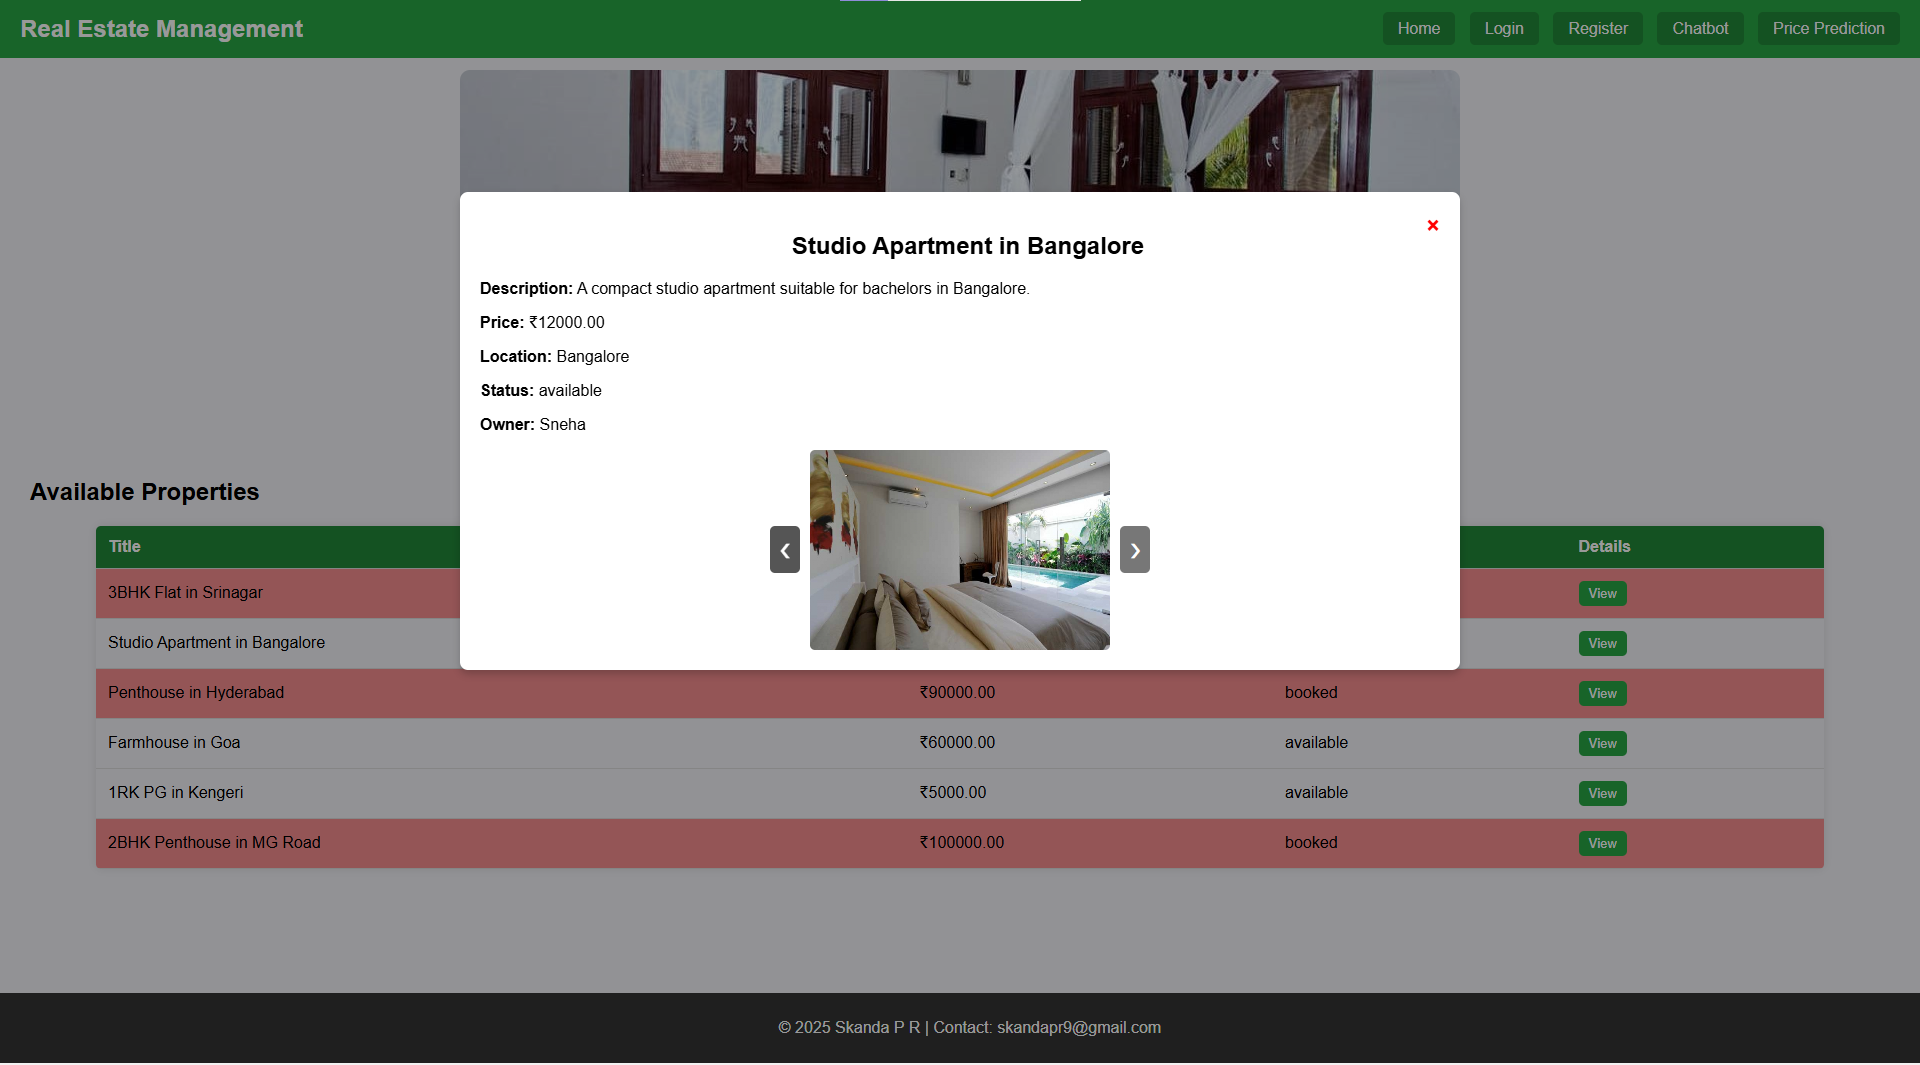 Real Estate Management
Home Login Register Chatbot Price Prediction
×
Studio Apartment in Bangalore
Description: A compact studio apartment suitable for bachelors in Bangalore.
Price: ₹12000.00
Location: Bangalore
Status: available
Owner: Sneha
❮ ❯
Available Properties
Title Details
3BHK Flat in Srinagar View
Studio Apartment in Bangalore View
Penthouse in Hyderabad ₹90000.00 booked View
Farmhouse in Goa ₹60000.00 available View
1RK PG in Kengeri ₹5000.00 available View
2BHK Penthouse in MG Road ₹100000.00 booked View
© 2025 Skanda P R | Contact: skandapr9@gmail.com